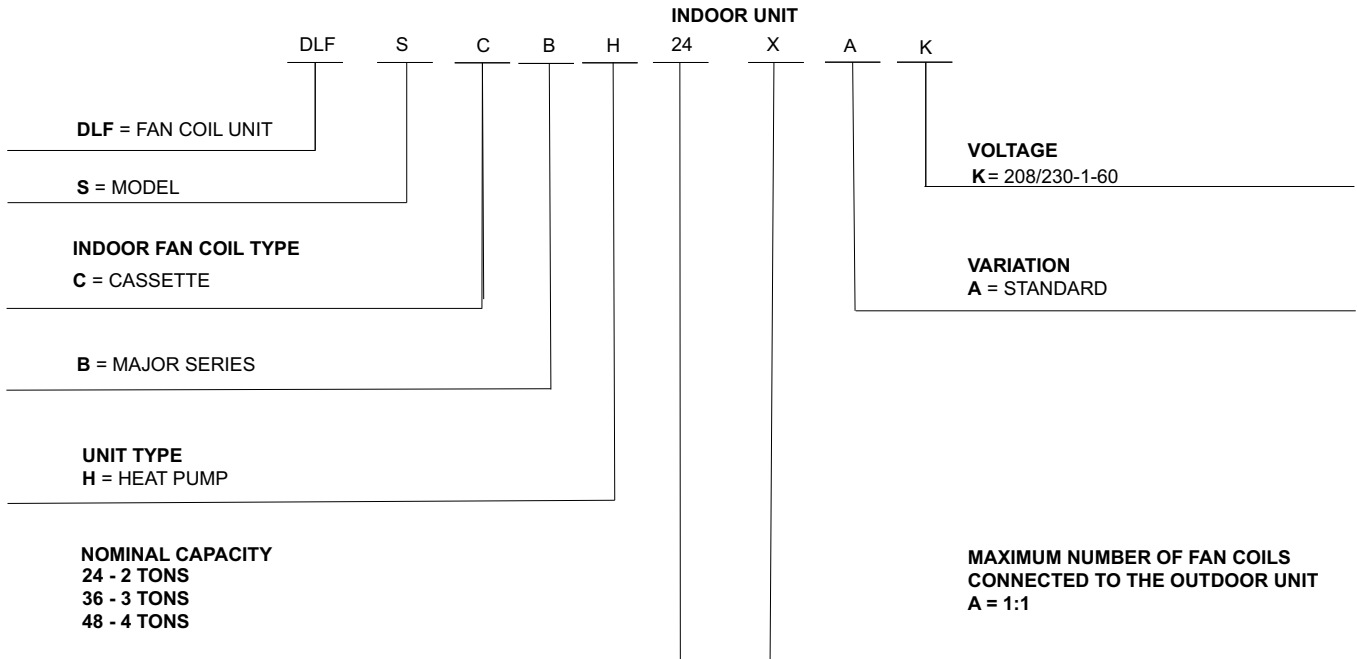 INDOOR UNIT
DLF S C B H 24 X A K
DLF = FAN COIL UNIT
S = MODEL
INDOOR FAN COIL TYPE
C = CASSETTE
B = MAJOR SERIES
UNIT TYPE
H = HEAT PUMP
NOMINAL CAPACITY
24 - 2 TONS
36 - 3 TONS
48 - 4 TONS
VOLTAGE
K= 208/230-1-60
VARIATION
A = STANDARD
MAXIMUM NUMBER OF FAN COILS
CONNECTED TO THE OUTDOOR UNIT
A = 1:1